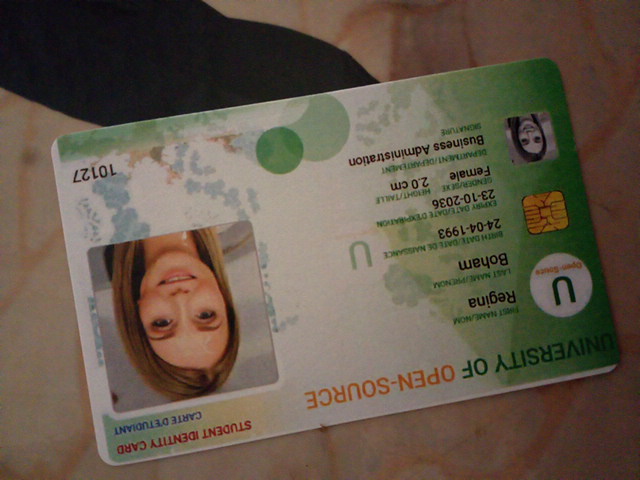 UNIVERSITY OF OPEN-SOURCE
STUDENT IDENTITY CARD
CARTE D'ETUDIANT
U
Open-Source
FIRST NAME/NOM
Regina
LAST NAME/PRENOM
Boham
BIRTH DATE/ DATE DE NAISSANCE
24-04-1993
EXPIRY DATE/DATE D'EXPIRATION
23-10-2036
GENDER/SEXE
Female
HEIGHT/TAILLE
2.0 cm
DEPARTMENT/DEPARTEMENT
Business Administration
SIGNATURE
U
10127